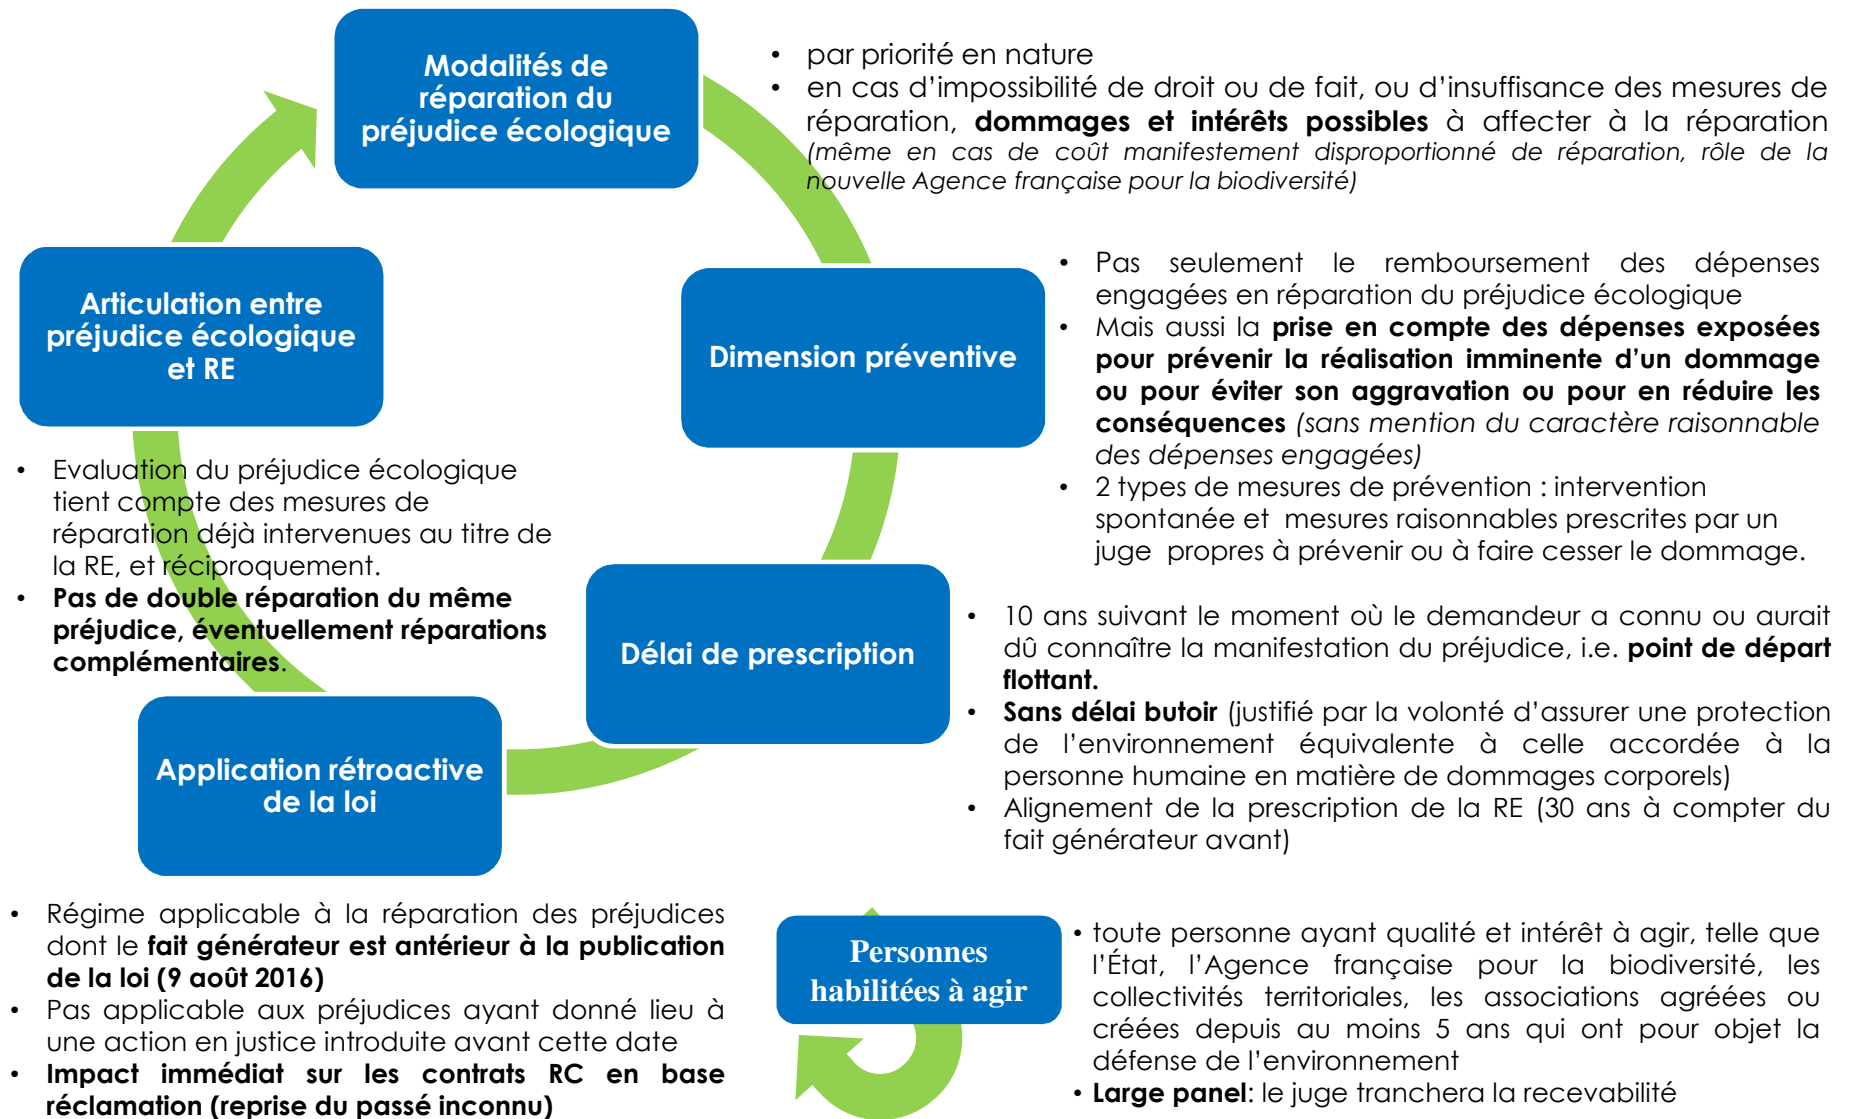 Modalités de
réparation du
préjudice écologique
• par priorité en nature
• en cas d’impossibilité de droit ou de fait, ou d’insuffisance des mesures de
réparation, dommages et intérêts possibles à affecter à la réparation
(même en cas de coût manifestement disproportionné de réparation, rôle de la
nouvelle Agence française pour la biodiversité)
Dimension préventive
• Pas seulement le remboursement des dépenses
engagées en réparation du préjudice écologique
• Mais aussi la prise en compte des dépenses exposées
pour prévenir la réalisation imminente d’un dommage
ou pour éviter son aggravation ou pour en réduire les
conséquences (sans mention du caractère raisonnable
des dépenses engagées)
• 2 types de mesures de prévention : intervention
spontanée et mesures raisonnables prescrites par un
juge propres à prévenir ou à faire cesser le dommage.
Délai de prescription
• 10 ans suivant le moment où le demandeur a connu ou aurait
dû connaître la manifestation du préjudice, i.e. point de départ
flottant.
• Sans délai butoir (justifié par la volonté d’assurer une protection
de l’environnement équivalente à celle accordée à la
personne humaine en matière de dommages corporels)
• Alignement de la prescription de la RE (30 ans à compter du
fait générateur avant)
Application rétroactive
de la loi
• Régime applicable à la réparation des préjudices
dont le fait générateur est antérieur à la publication
de la loi (9 août 2016)
• Pas applicable aux préjudices ayant donné lieu à
une action en justice introduite avant cette date
• Impact immédiat sur les contrats RC en base
réclamation (reprise du passé inconnu)
Articulation entre
préjudice écologique
et RE
• Evaluation du préjudice écologique
tient compte des mesures de
réparation déjà intervenues au titre de
la RE, et réciproquement.
• Pas de double réparation du même
préjudice, éventuellement réparations
complémentaires.
Personnes
habilitées à agir
• toute personne ayant qualité et intérêt à agir, telle que
l’État, l’Agence française pour la biodiversité, les
collectivités territoriales, les associations agréées ou
créées depuis au moins 5 ans qui ont pour objet la
défense de l’environnement
• Large panel: le juge tranchera la recevabilité